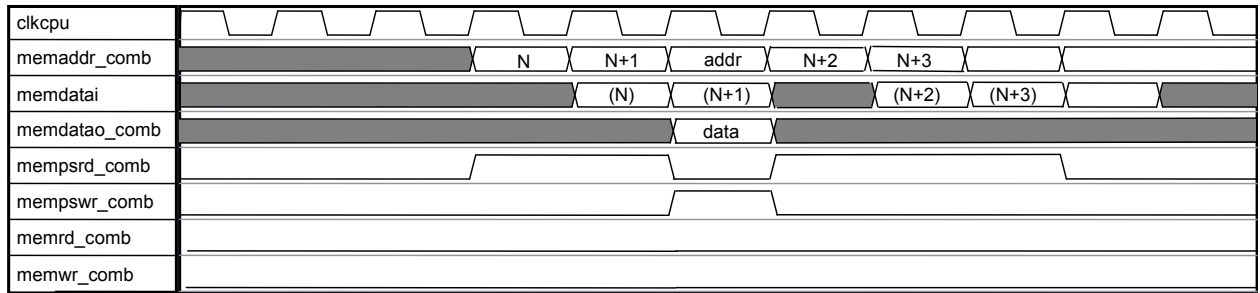 clkcpu
memaddr_comb N N+1 addr N+2 N+3
memdatai (N) (N+1) (N+2) (N+3)
memdatao_comb data
mempsrd_comb
mempswr_comb
memrd_comb
memwr_comb